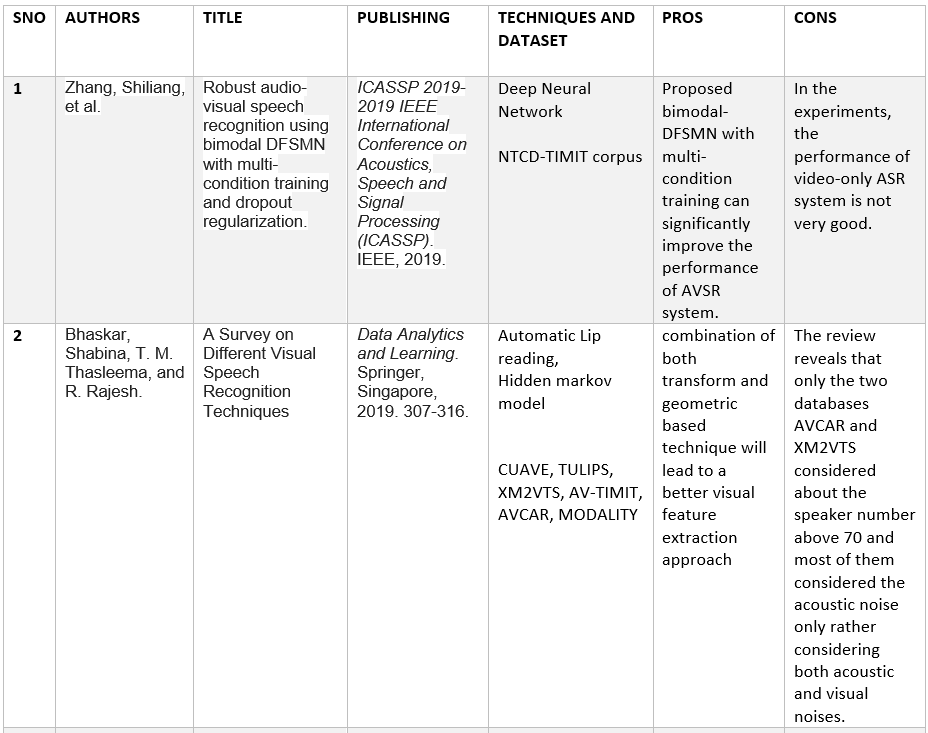 SNO AUTHORS TITLE PUBLISHING TECHNIQUES AND DATASET PROS CONS
1
Zhang, Shiliang,
et al.
Robust audio-
visual speech
recognition using
bimodal DFSMN
with multi-
condition training
and dropout
regularization.
ICASSP 2019-
2019 IEEE
International
Conference on
Acoustics,
Speech and
Signal
Processing
(ICASSP).
IEEE, 2019.
Deep Neural
Network
NTCD-TIMIT corpus
Proposed
bimodal-
DFSMN with
multi-
condition
training can
significantly
improve the
performance
of AVSR
system.
In the
experiments,
the
performance of
video-only ASR
system is not
very good.
2
Bhaskar,
Shabina, T. M.
Thasleema, and
R. Rajesh.
A Survey on
Different Visual
Speech
Recognition
Techniques
Data Analytics
and Learning.
Springer,
Singapore,
2019. 307-316.
Automatic Lip
reading,
Hidden markov
model
CUAVE, TULIPS,
XM2VTS, AV-TIMIT,
AVCAR, MODALITY
combination of
both
transform and
geometric
based
technique will
lead to a
better visual
feature
extraction
approach
The review
reveals that
only the two
databases
AVCAR and
XM2VTS
considered
about the
speaker number
above 70 and
most of them
considered the
acoustic noise
only rather
considering
both acoustic
and visual
noises.